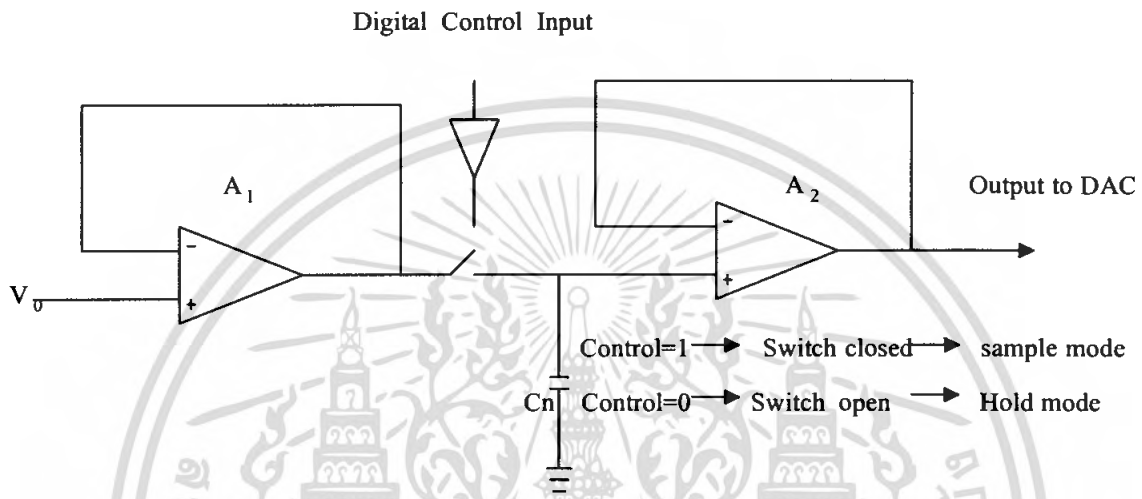 Digital Control Input
A1
A2
Output to DAC
−
+
−
+
V0
Control=1 Switch closed sample mode
Cn Control=0 Switch open Hold mode